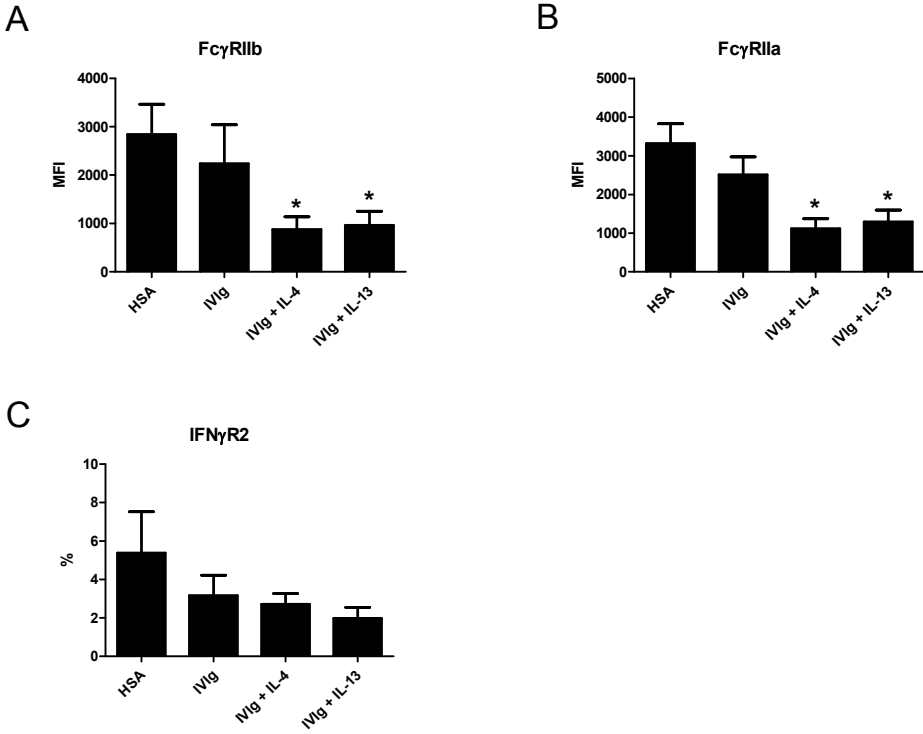 A
FcγRIIb
4000
3000
2000
1000
0
MFI
*
*
HSA
IVIg
IVIg + IL-4
IVIg + IL-13
B
FcγRIIa
5000
4000
3000
2000
1000
0
MFI
*
*
HSA
IVIg
IVIg + IL-4
IVIg + IL-13
C
IFNγR2
10
8
6
4
2
0
%
HSA
IVIg
IVIg + IL-4
IVIg + IL-13